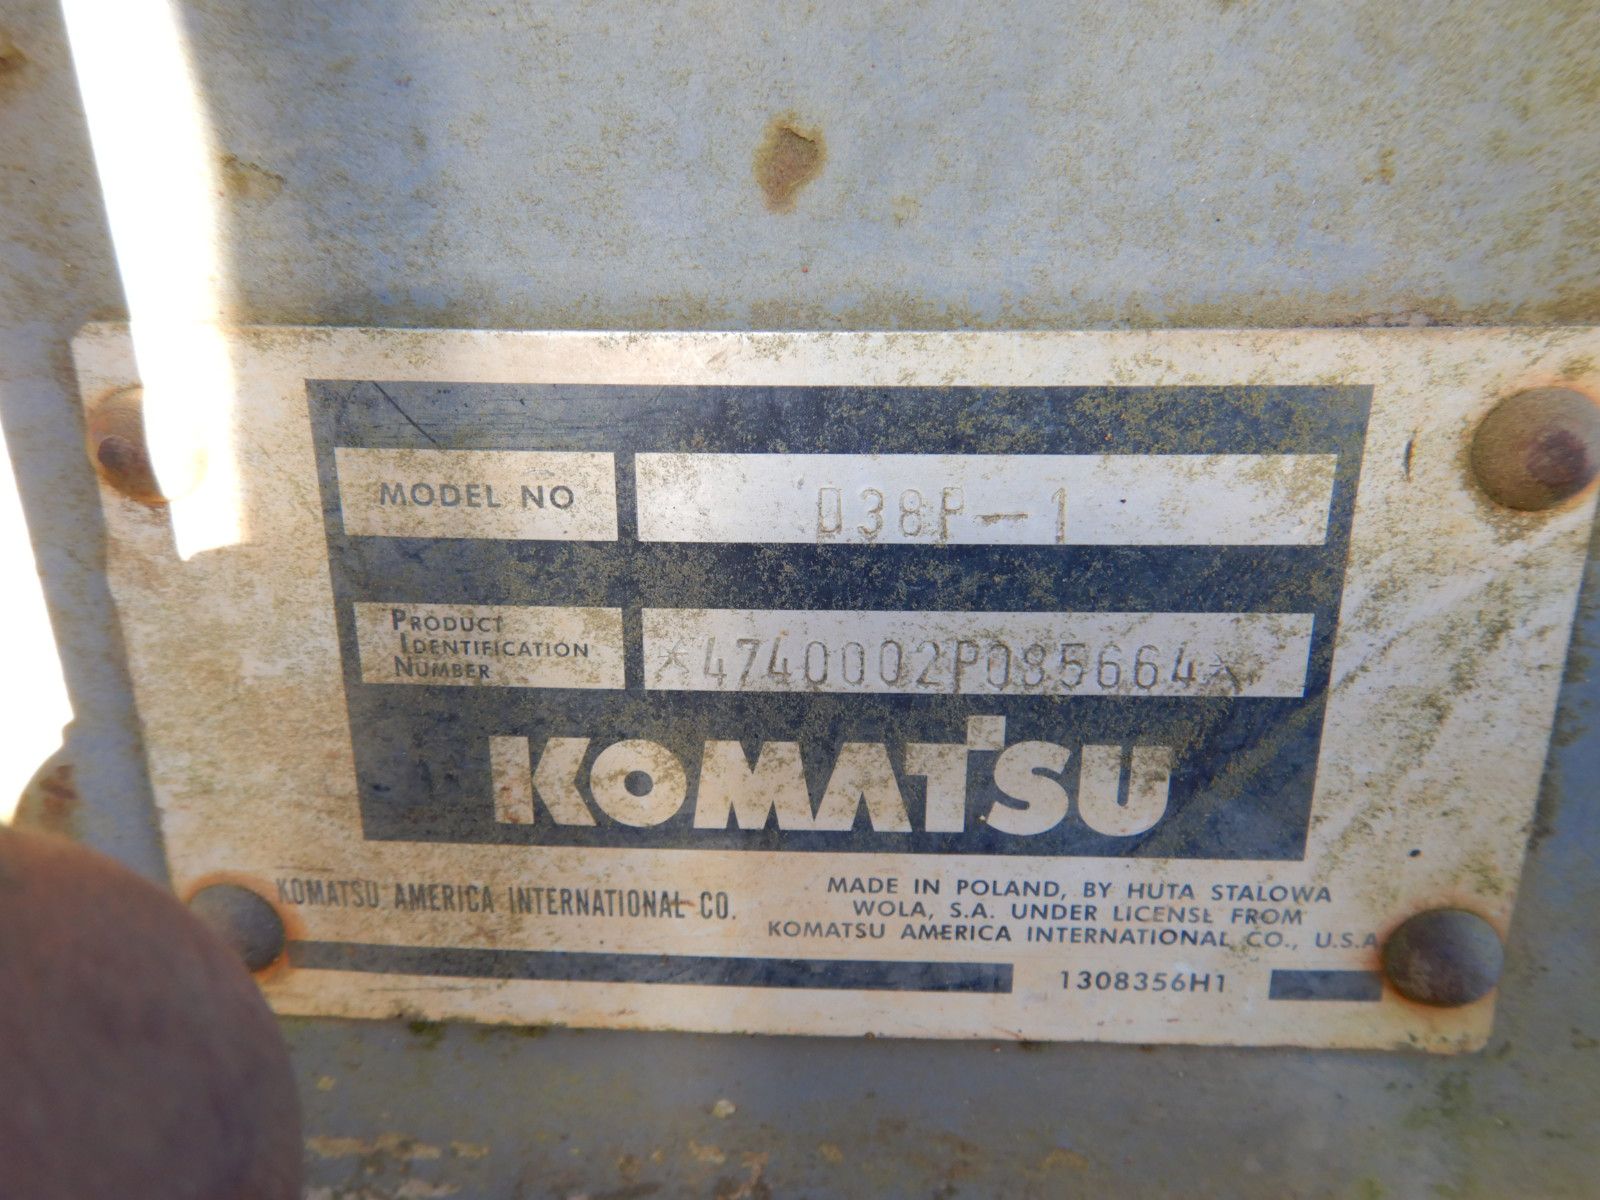 MODEL NO D38P-1
PRODUCT
IDENTIFICATION
NUMBER
*4740002P085664*
KOMATSU
KOMATSU AMERICA INTERNATIONAL CO.
MADE IN POLAND, BY HUTA STALOWA
WOLA, S.A. UNDER LICENSE FROM
KOMATSU AMERICA INTERNATIONAL CO., U.S.A
1308356H1